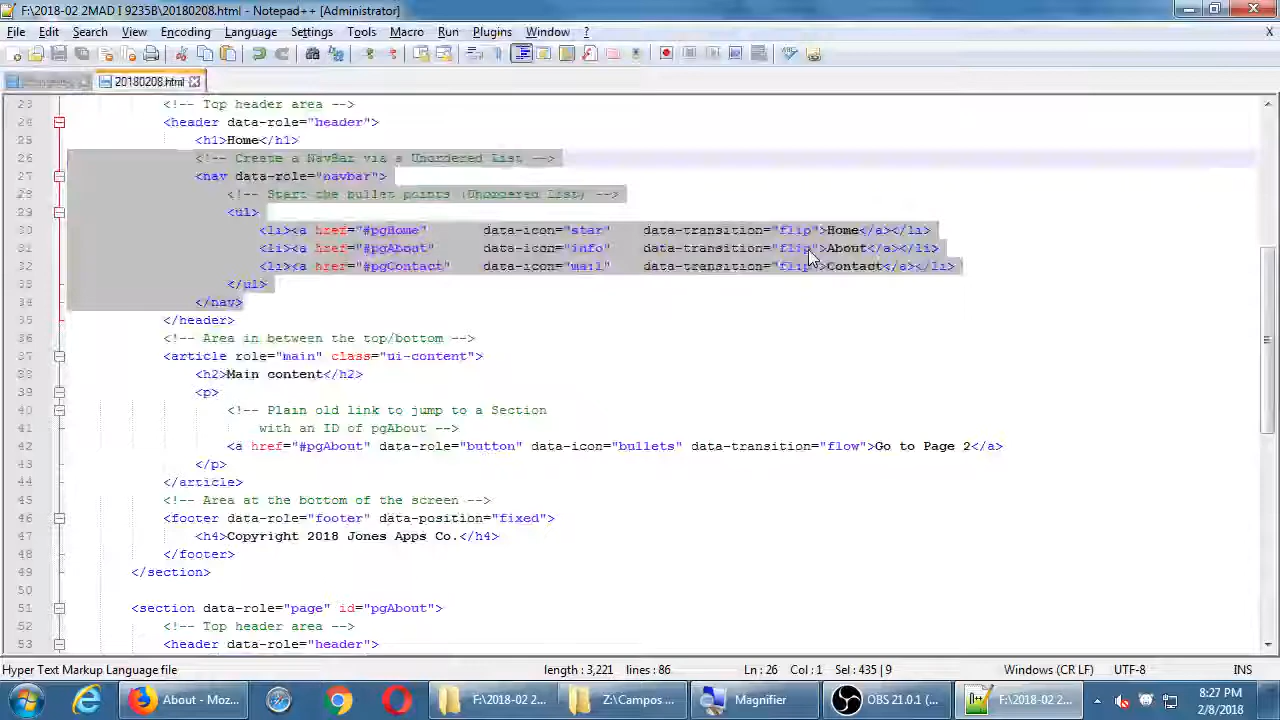 F:\2018-02 2MAD I 9235B\20180208.html - Notepad++ [Administrator]
File Edit Search View Encoding Language Settings Tools Macro Run Plugins Window ? X
20180208.html
23 <!-- Top header area -->
24 <header data-role="header">
25 <h1>Home</h1>
26 <!-- Create a NavBar via a Unordered List -->
27 <nav data-role="navbar">
28 <!-- Start the bullet points (Unordered List) -->
29 <ul>
30 <li><a href="#pgHome" data-icon="star" data-transition="flip">Home</a></li>
31 <li><a href="#pgAbout" data-icon="info" data-transition="flip">About</a></li>
32 <li><a href="#pgContact" data-icon="mail" data-transition="flip">Contact</a></li>
33 </ul>
34 </nav>
35 </header>
36 <!-- Area in between the top/bottom -->
37 <article role="main" class="ui-content">
38 <h2>Main content</h2>
39 <p>
40 <!-- Plain old link to jump to a Section
41 with an ID of pgAbout -->
42 <a href="#pgAbout" data-role="button" data-icon="bullets" data-transition="flow">Go to Page 2</a>
43 </p>
44 </article>
45 <!-- Area at the bottom of the screen -->
46 <footer data-role="footer" data-position="fixed">
47 <h4>Copyright 2018 Jones Apps Co.</h4>
48 </footer>
49 </section>
50
51 <section data-role="page" id="pgAbout">
52 <!-- Top header area -->
53 <header data-role="header">
Hyper Text Markup Language file length : 3,221 lines : 86 Ln : 26 Col : 1 Sel : 435 | 9 Windows (CR LF) UTF-8 INS
About - Moz... F:\2018-02 2... Z:\Campos ... Magnifier OBS 21.0.1 (... F:\2018-02 2... 8:27 PM
2/8/2018